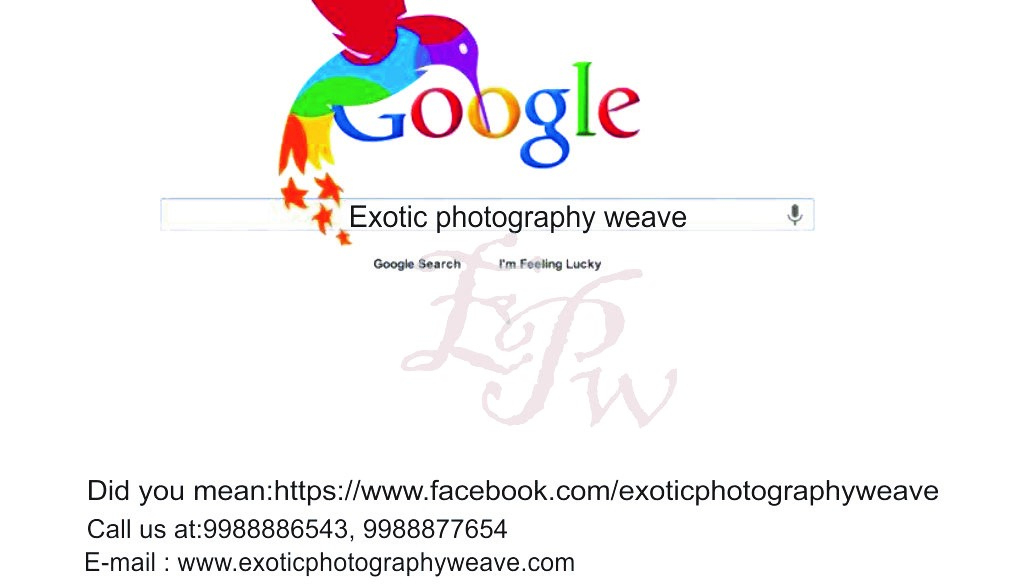 Google
Exotic photography weave
Google Search I'm Feeling Lucky
EPw
Did you mean:https://www.facebook.com/exoticphotographyweave
Call us at:9988886543, 9988877654
E-mail : www.exoticphotographyweave.com